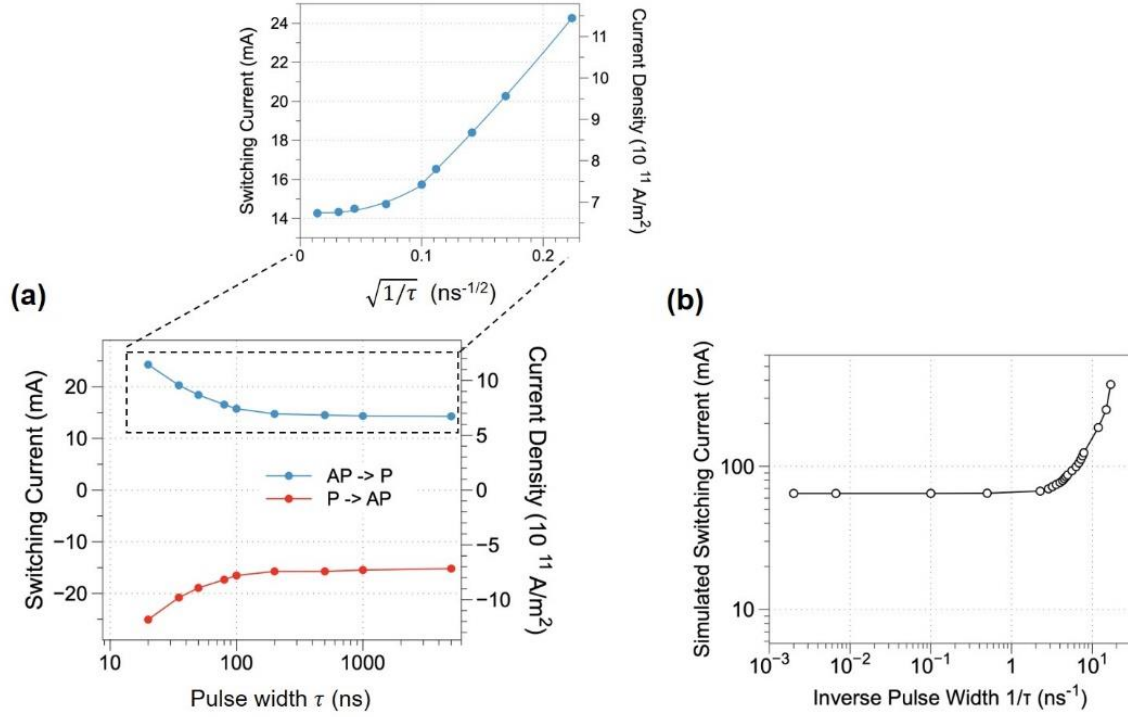 24
22
20
18
16
14
Switching Current (mA)
11
10
9
8
7
Current Density (10 ¹¹ A/m²)
0
0.1
0.2
√1/τ (ns⁻¹/²)
(a)
20
10
0
−10
−20
Switching Current (mA)
AP -> P
P -> AP
10
5
0
−5
−10
Current Density (10 ¹¹ A/m²)
10
100
1000
Pulse width τ (ns)
(b)
Simulated Switching Current (mA)
100
10
10⁻³
10⁻²
10⁻¹
1
10¹
Inverse Pulse Width 1/τ (ns⁻¹)